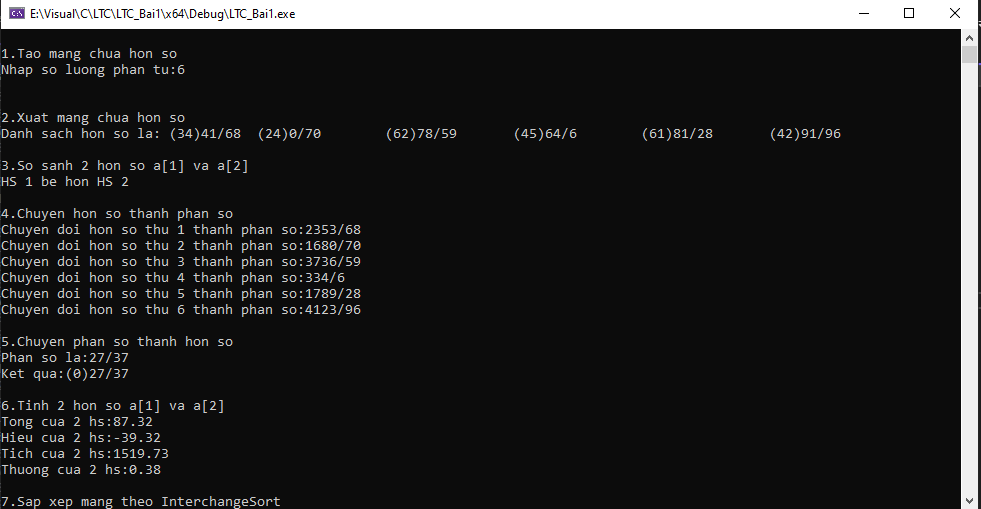 E:\Visual\C\LTC\LTC_Bai1\x64\Debug\LTC_Bai1.exe
1.Tao mang chua hon so
Nhap so luong phan tu:6
2.Xuat mang chua hon so
Danh sach hon so la: (34)41/68  (24)0/70        (62)78/59       (45)64/6        (61)81/28       (42)91/96
3.So sanh 2 hon so a[1] va a[2]
HS 1 be hon HS 2
4.Chuyen hon so thanh phan so
Chuyen doi hon so thu 1 thanh phan so:2353/68
Chuyen doi hon so thu 2 thanh phan so:1680/70
Chuyen doi hon so thu 3 thanh phan so:3736/59
Chuyen doi hon so thu 4 thanh phan so:334/6
Chuyen doi hon so thu 5 thanh phan so:1789/28
Chuyen doi hon so thu 6 thanh phan so:4123/96
5.Chuyen phan so thanh hon so
Phan so la:27/37
Ket qua:(0)27/37
6.Tinh 2 hon so a[1] va a[2]
Tong cua 2 hs:87.32
Hieu cua 2 hs:-39.32
Tich cua 2 hs:1519.73
Thuong cua 2 hs:0.38
7.Sap xep mang theo InterchangeSort